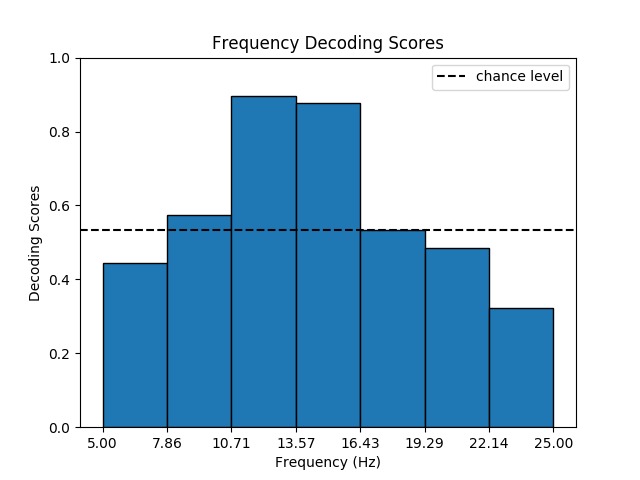 Frequency Decoding Scores
chance level
Decoding Scores
1.0
0.8
0.6
0.4
0.2
0.0
5.00 7.86 10.71 13.57 16.43 19.29 22.14 25.00
Frequency (Hz)